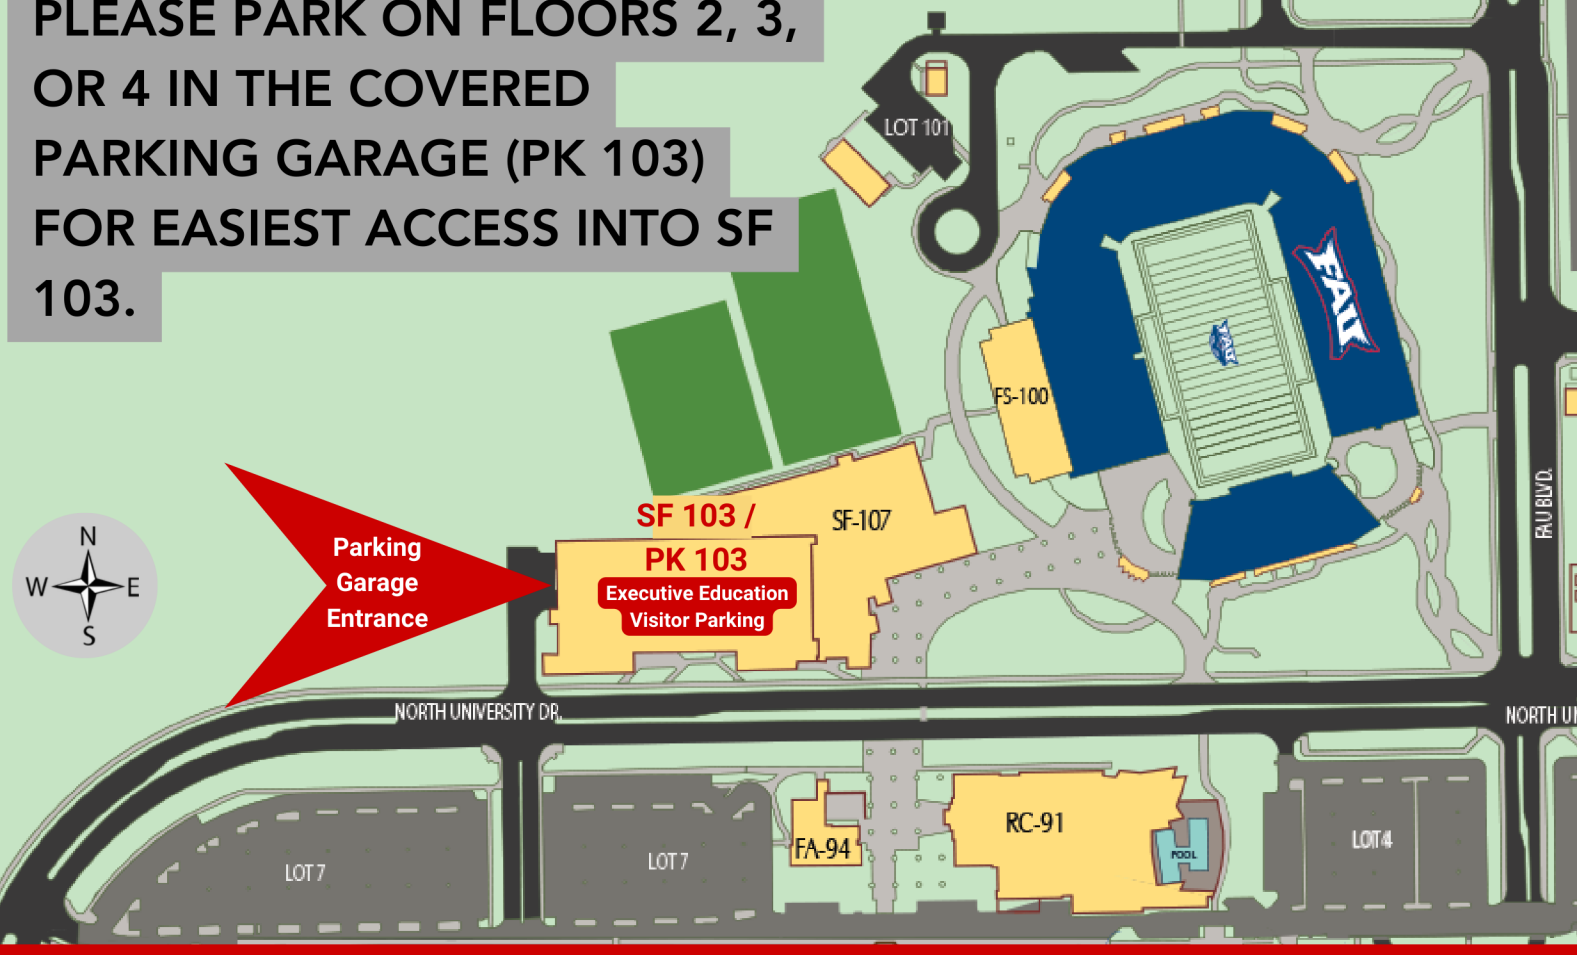 PLEASE PARK ON FLOORS 2, 3,
OR 4 IN THE COVERED
PARKING GARAGE (PK 103)
FOR EASIEST ACCESS INTO SF
103.
LOT 101
FAU
FAU
FS-100
FAU BLVD.
SF 103 /
SF-107
PK 103
Executive Education
Visitor Parking
Parking
Garage
Entrance
N
W E
S
NORTH UNIVERSITY DR.
NORTH UN
LOT 7
LOT 7
FA-94
RC-91
POOL
LOT 4